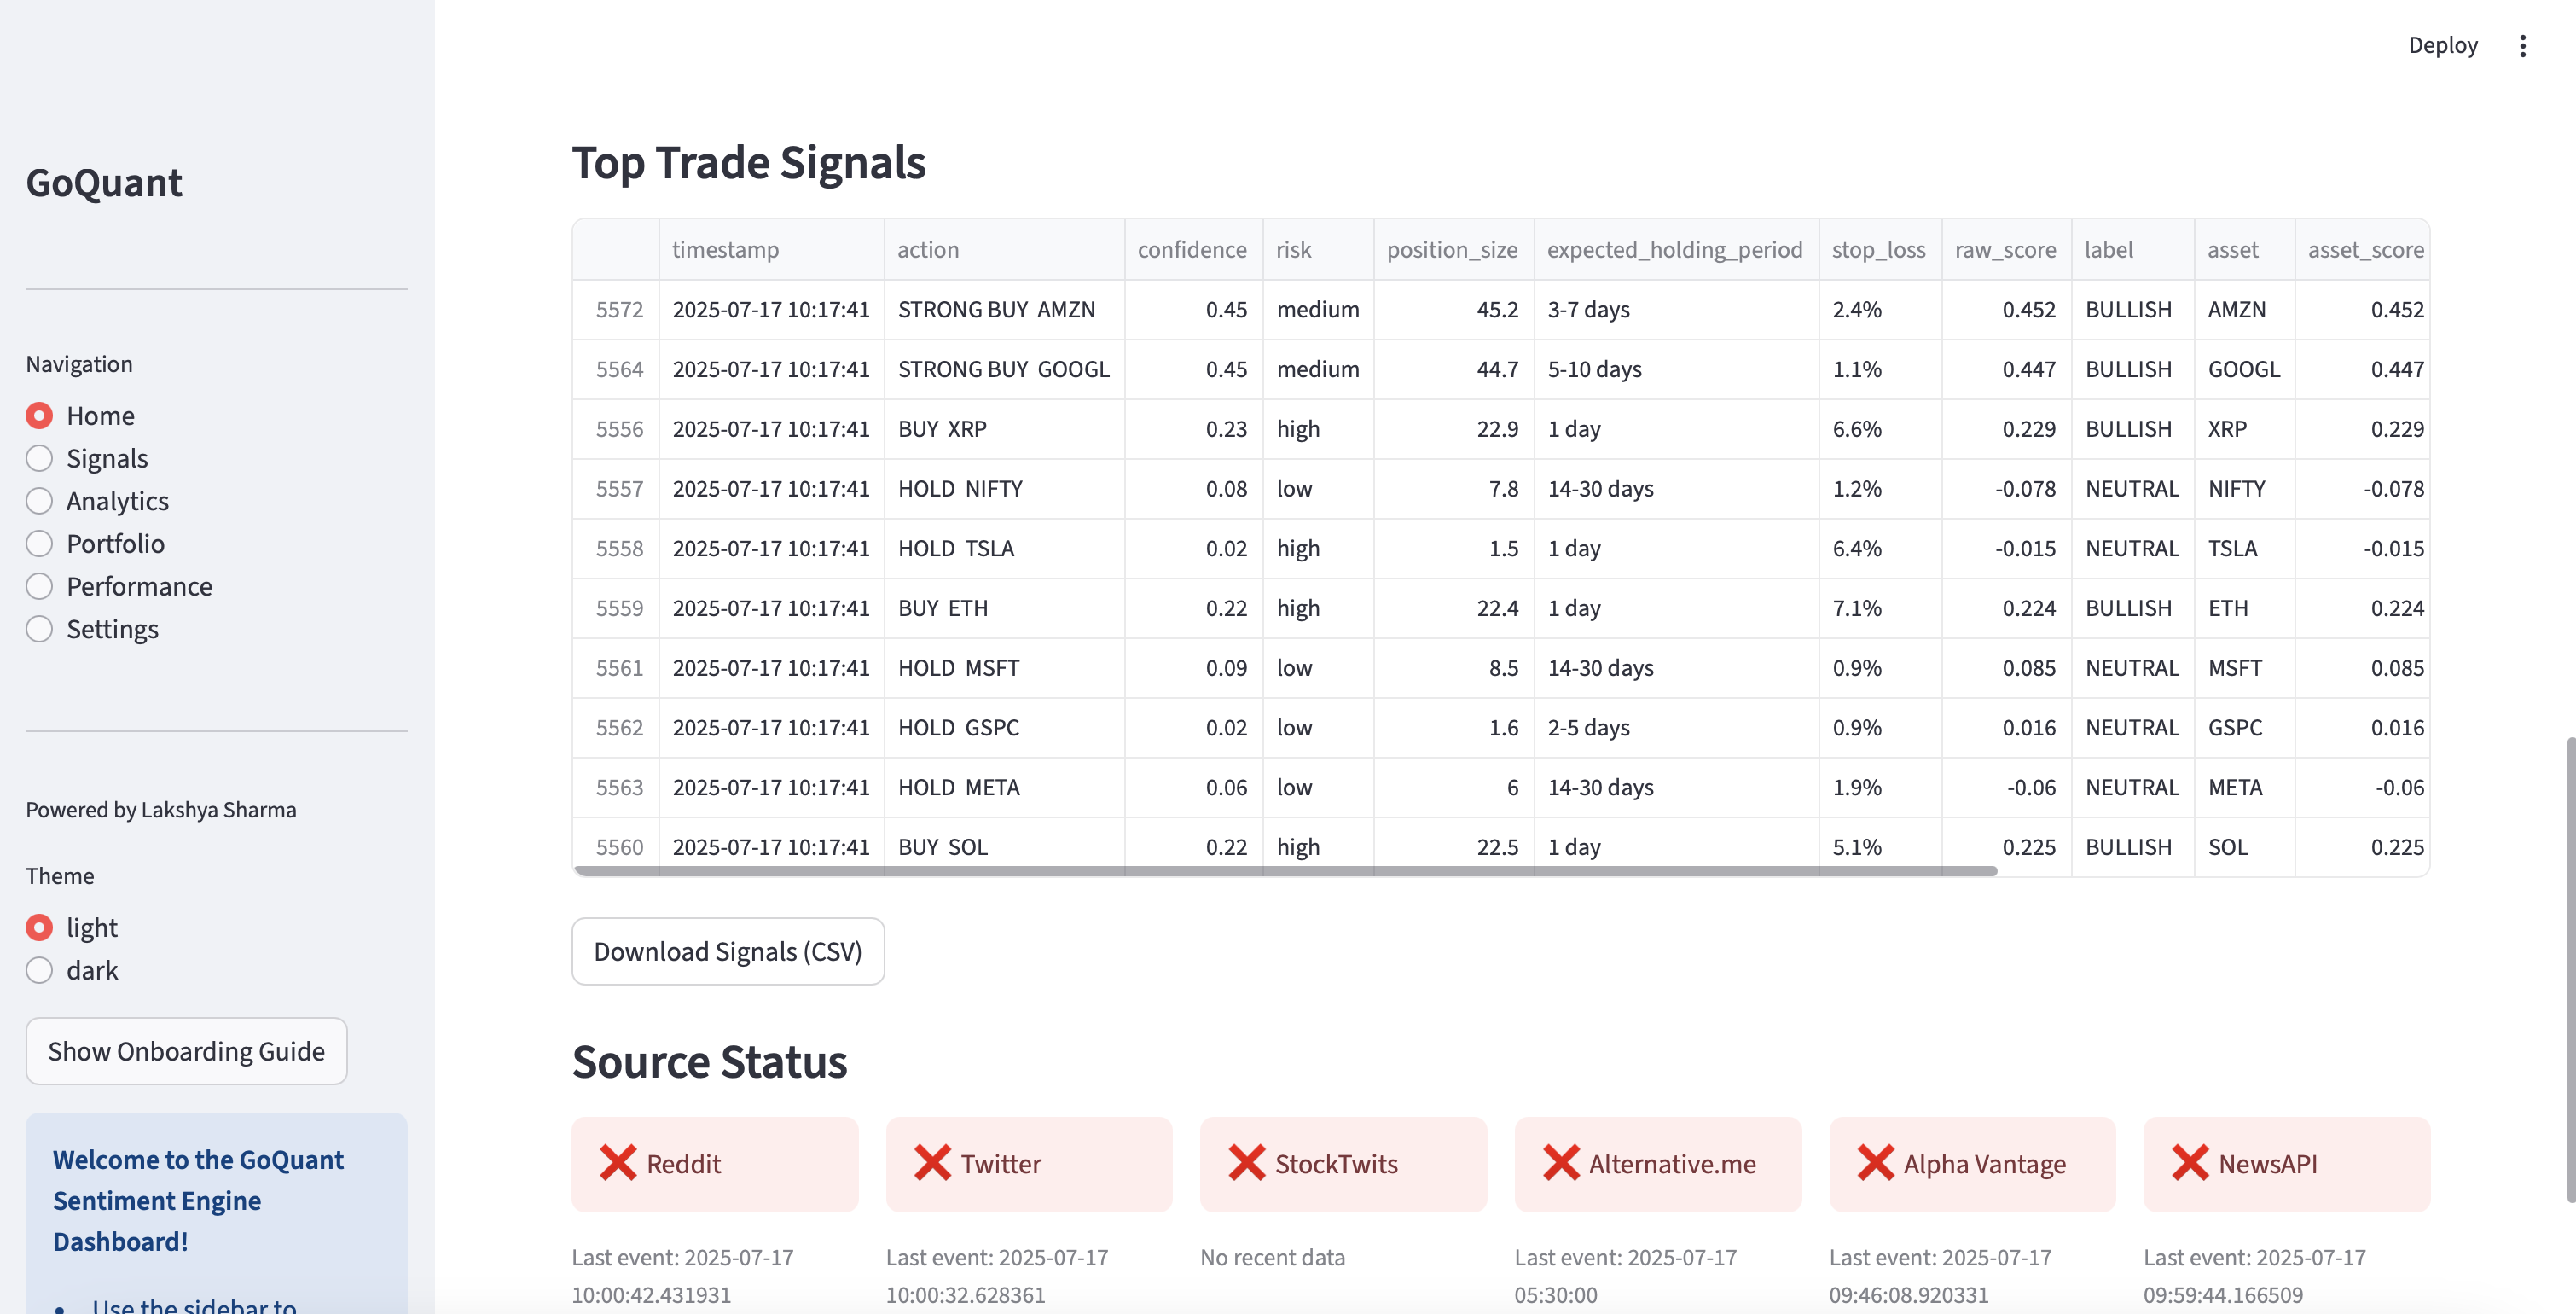 Deploy
GoQuant
Navigation
Home
Signals
Analytics
Portfolio
Performance
Settings
Powered by Lakshya Sharma
Theme
light
dark
Show Onboarding Guide
Welcome to the GoQuant
Sentiment Engine
Dashboard!
• Use the sidebar to
Top Trade Signals
timestamp action confidence risk position_size expected_holding_period stop_loss raw_score label asset asset_score
5572 2025-07-17 10:17:41 STRONG BUY AMZN 0.45 medium 45.2 3-7 days 2.4% 0.452 BULLISH AMZN 0.452
5564 2025-07-17 10:17:41 STRONG BUY GOOGL 0.45 medium 44.7 5-10 days 1.1% 0.447 BULLISH GOOGL 0.447
5556 2025-07-17 10:17:41 BUY XRP 0.23 high 22.9 1 day 6.6% 0.229 BULLISH XRP 0.229
5557 2025-07-17 10:17:41 HOLD NIFTY 0.08 low 7.8 14-30 days 1.2% -0.078 NEUTRAL NIFTY -0.078
5558 2025-07-17 10:17:41 HOLD TSLA 0.02 high 1.5 1 day 6.4% -0.015 NEUTRAL TSLA -0.015
5559 2025-07-17 10:17:41 BUY ETH 0.22 high 22.4 1 day 7.1% 0.224 BULLISH ETH 0.224
5561 2025-07-17 10:17:41 HOLD MSFT 0.09 low 8.5 14-30 days 0.9% 0.085 NEUTRAL MSFT 0.085
5562 2025-07-17 10:17:41 HOLD GSPC 0.02 low 1.6 2-5 days 0.9% 0.016 NEUTRAL GSPC 0.016
5563 2025-07-17 10:17:41 HOLD META 0.06 low 6 14-30 days 1.9% -0.06 NEUTRAL META -0.06
5560 2025-07-17 10:17:41 BUY SOL 0.22 high 22.5 1 day 5.1% 0.225 BULLISH SOL 0.225
Download Signals (CSV)
Source Status
❌ Reddit
Last event: 2025-07-17
10:00:42.431931
❌ Twitter
Last event: 2025-07-17
10:00:32.628361
❌ StockTwits
No recent data
❌ Alternative.me
Last event: 2025-07-17
05:30:00
❌ Alpha Vantage
Last event: 2025-07-17
09:46:08.920331
❌ NewsAPI
Last event: 2025-07-17
09:59:44.166509